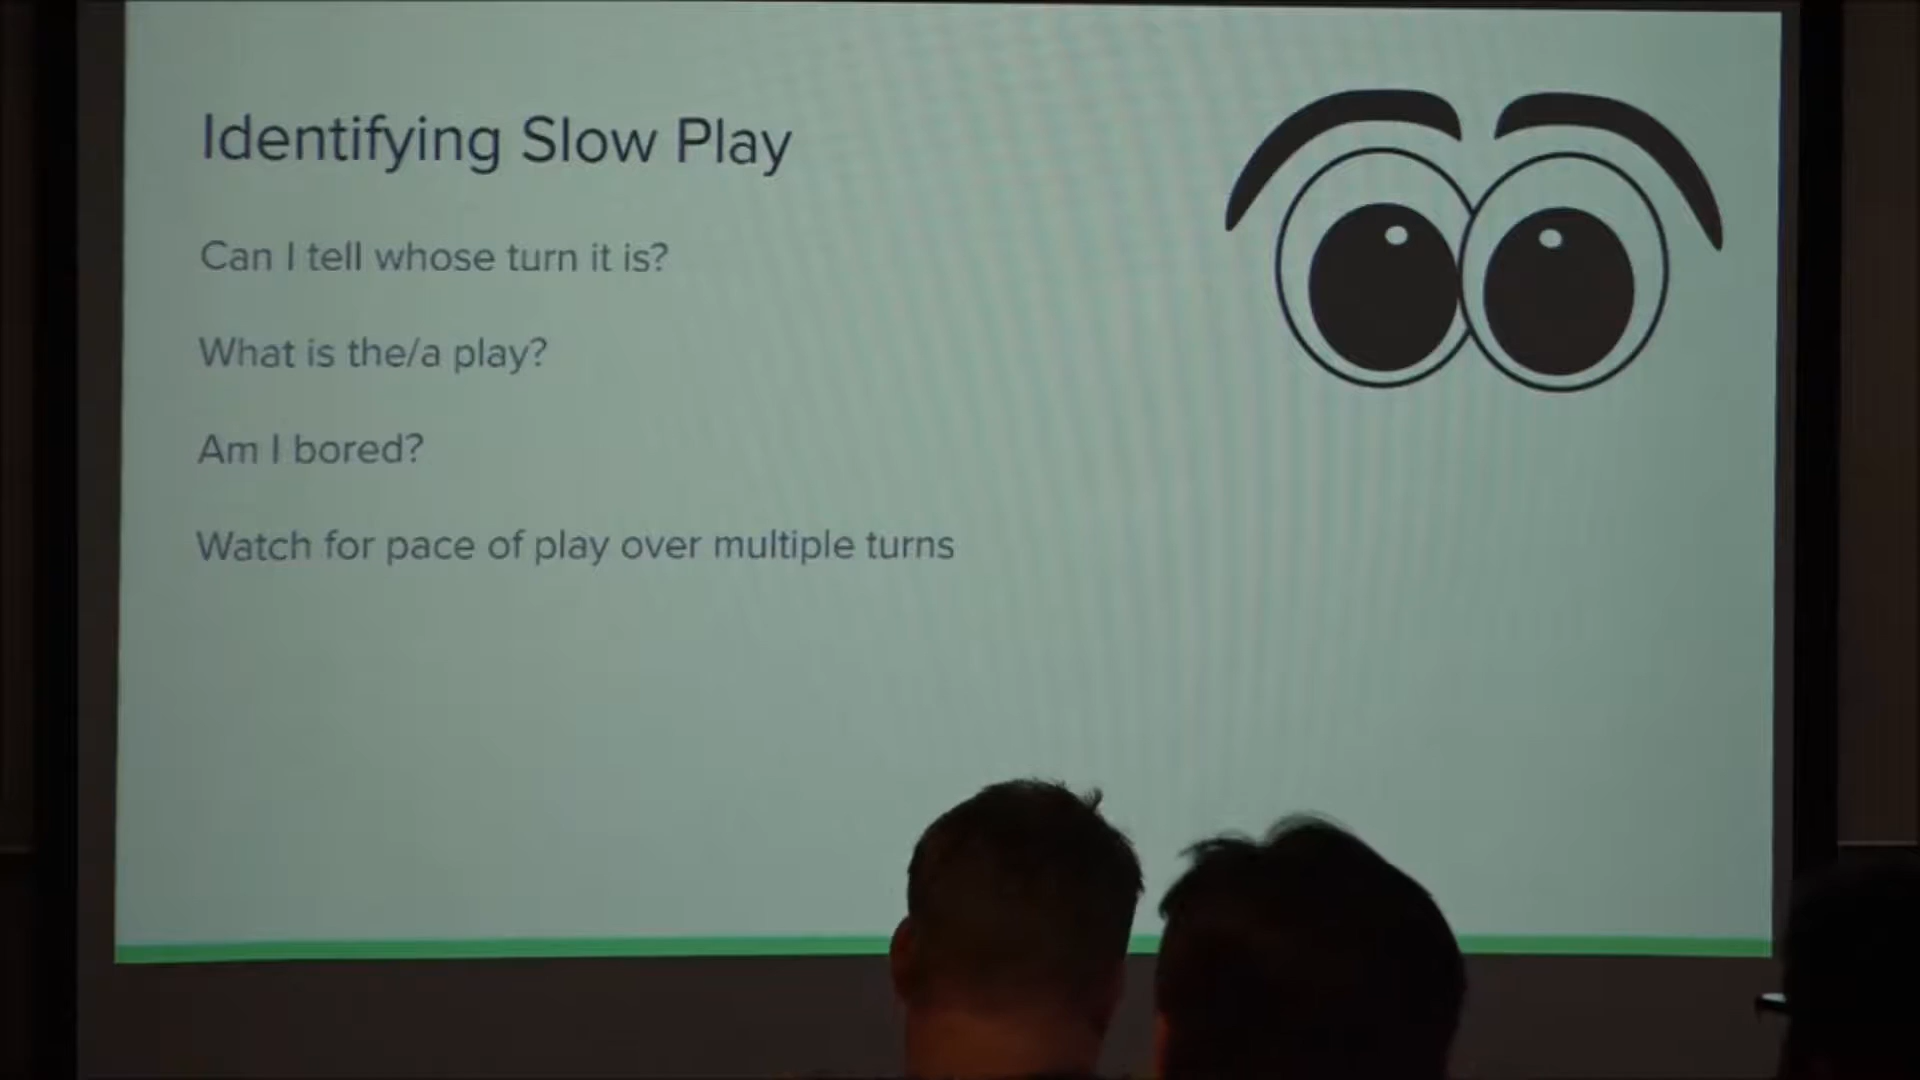 Identifying Slow Play
Can I tell whose turn it is?
What is the/a play?
Am I bored?
Watch for pace of play over multiple turns